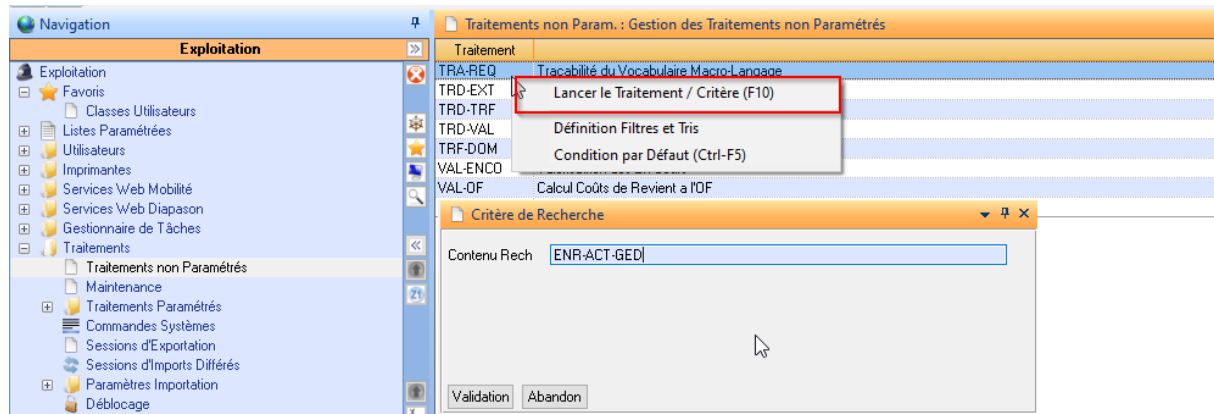 Navigation
Exploitation
Exploitation
Favoris
Classes Utilisateurs
Listes Paramétrées
Utilisateurs
Imprimantes
Services Web Mobilité
Services Web Diapason
Gestionnaire de Tâches
Traitements
Traitements non Paramétrés
Maintenance
Traitements Paramétrés
Commandes Systèmes
Sessions d'Exportation
Sessions d'Imports Différés
Paramètres Importation
Déblocage
Traitements non Param. : Gestion des Traitements non Paramétrés
Traitement
TRA-REQ Tracabilité du Vocabulaire Macro-Langage
TRD-EXT
TRD-TRF
TRD-VAL
TRF-DOM
VAL-ENCO
VAL-OF Calcul Coûts de Revient a l'OF
Lancer le Traitement / Critère (F10)
Définition Filtres et Tris
Condition par Défaut (Ctrl-F5)
Critère de Recherche
Contenu Rech ENR-ACT-GED
Validation Abandon